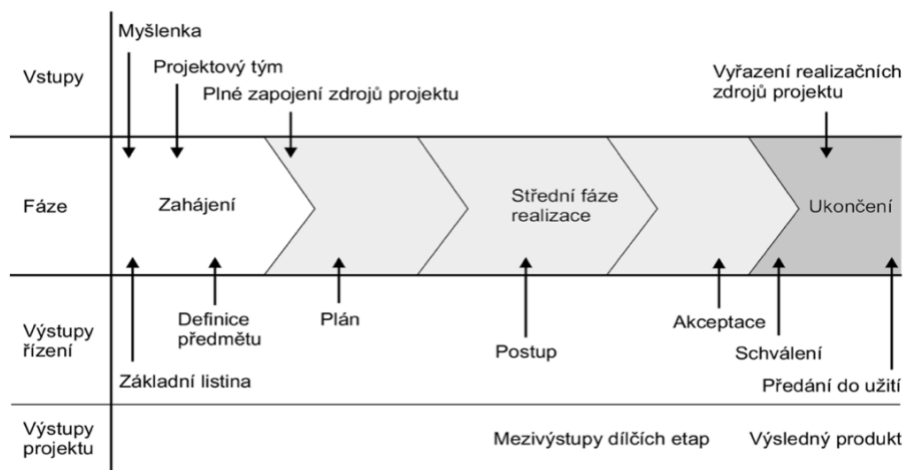 Myšlenka
Vstupy
Projektový tým
Plné zapojení zdrojů projektu
Vyřazení realizačních
zdrojů projektu
Fáze
Zahájení
Střední fáze
realizace
Ukončení
Výstupy
řízení
Definice
předmětu
Plán
Postup
Akceptace
Schválení
Základní listina
Předání do užití
Výstupy
projektu
Mezivýstupy dílčích etap
Výsledný produkt